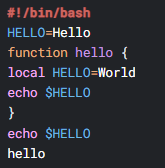 #!/bin/bash
HELLO=Hello
function hello {
local HELLO=World
echo $HELLO
}
echo $HELLO
hello